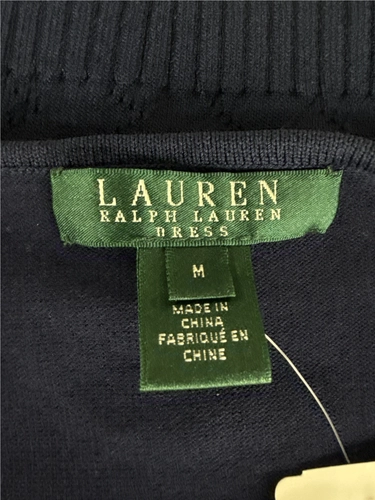 LAUREN
RALPH LAUREN
DRESS
M
MADE IN
CHINA
FABRIQUÉ EN
CHINE